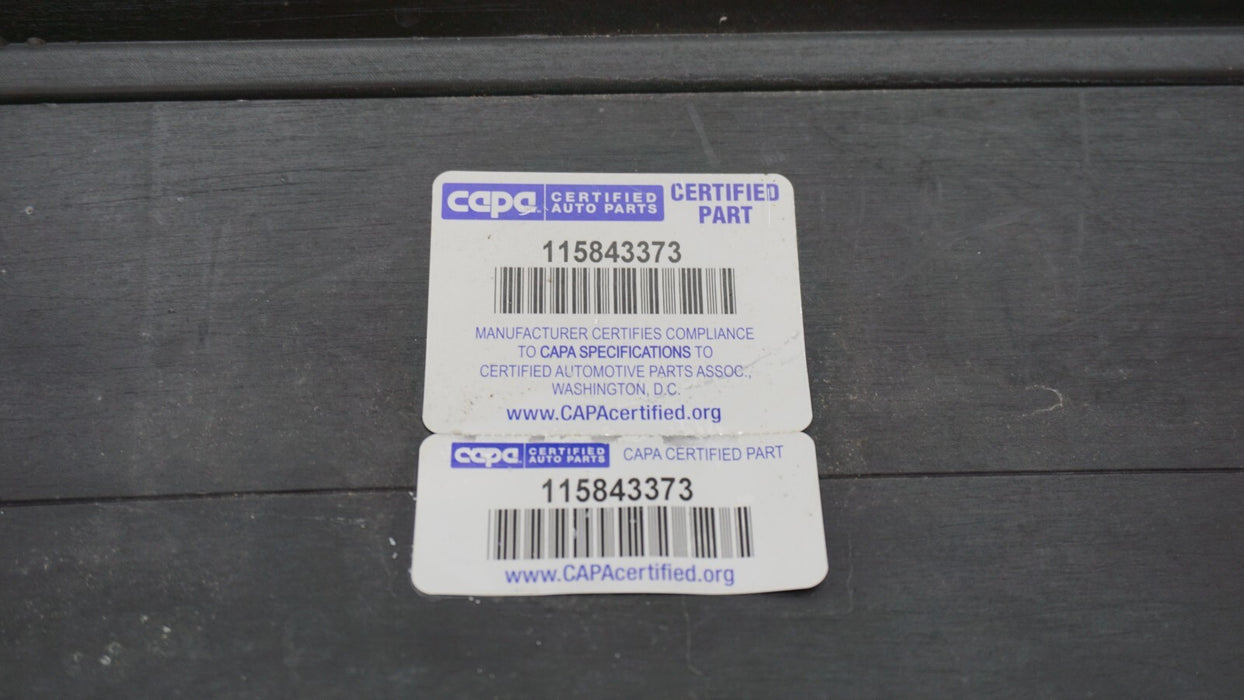 capa CERTIFIED AUTO PARTS CERTIFIED PART
115843373
MANUFACTURER CERTIFIES COMPLIANCE
TO CAPA SPECIFICATIONS TO
CERTIFIED AUTOMOTIVE PARTS ASSOC.,
WASHINGTON, D.C.
www.CAPAcertified.org
capa CERTIFIED AUTO PARTS CAPA CERTIFIED PART
115843373
www.CAPAcertified.org